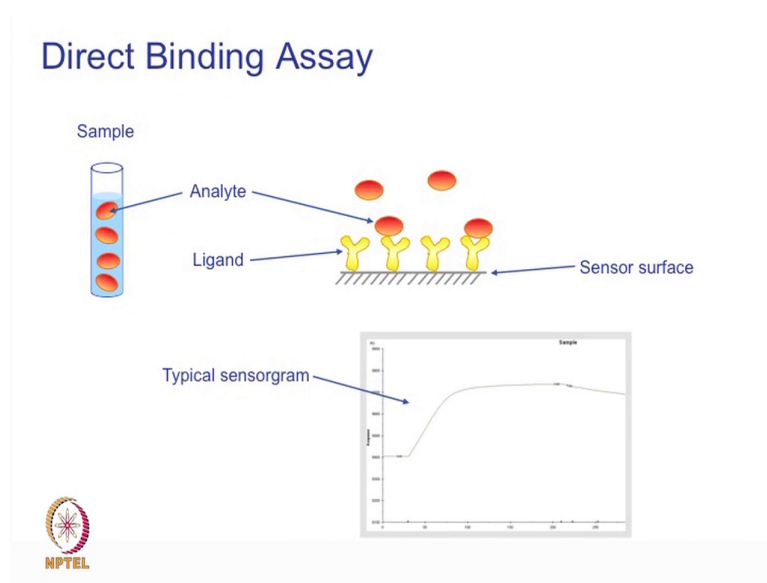 Direct Binding Assay
Sample
Analyte
Ligand
Sensor surface
Typical sensorgram
Sample
NPTEL